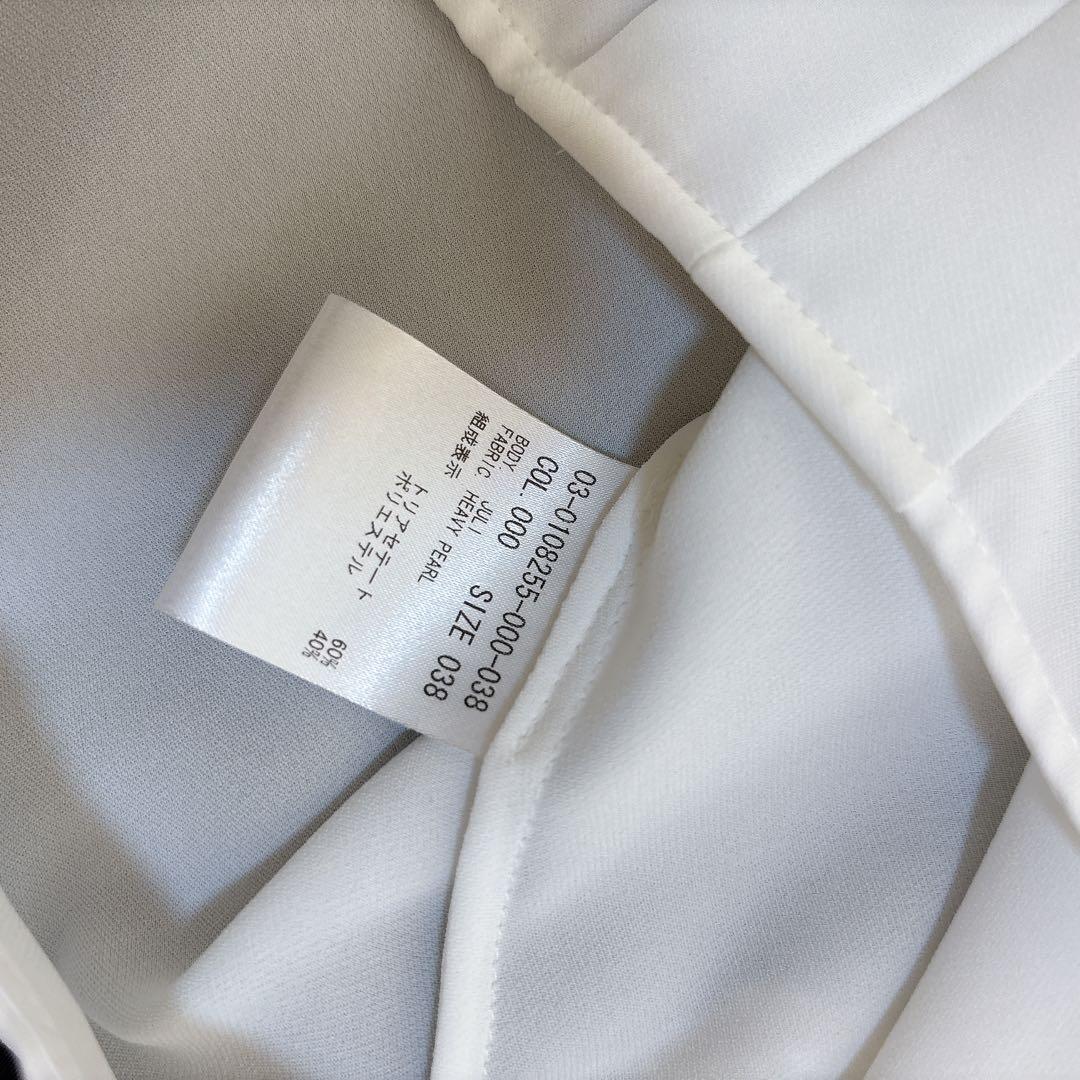 03-0108255-000-038
COL. 000 SIZE 038
BODY JUL
FABRIC HEAVY PEARL
組成表示
トリアセテート 60%
ポリエステル 40%